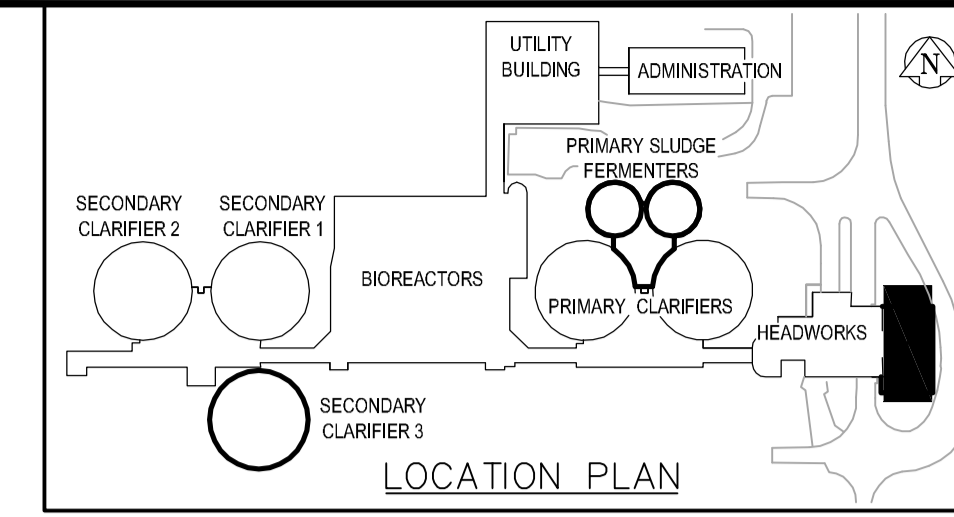 UTILITY
BUILDING
ADMINISTRATION
N
PRIMARY SLUDGE
FERMENTERS
SECONDARY
CLARIFIER 2
SECONDARY
CLARIFIER 1
BIOREACTORS
PRIMARY CLARIFIERS
HEADWORKS
SECONDARY
CLARIFIER 3
LOCATION PLAN